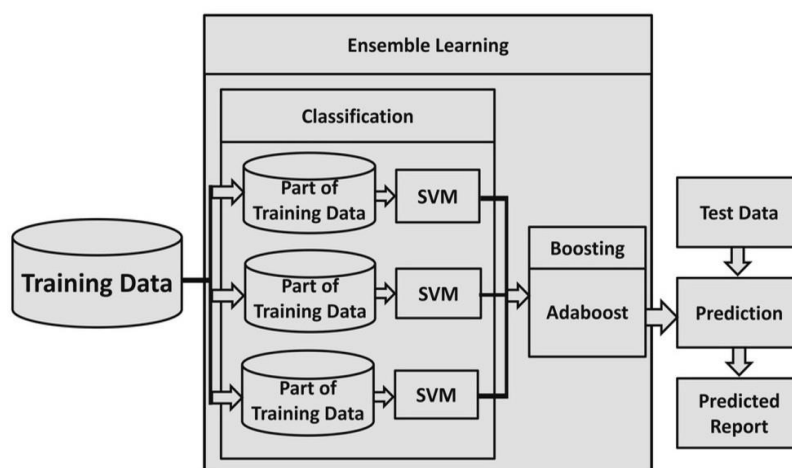 Ensemble Learning
Classification
Training Data
Part of
Training Data
SVM
Part of
Training Data
SVM
Part of
Training Data
SVM
Boosting
Adaboost
Test Data
Prediction
Predicted
Report